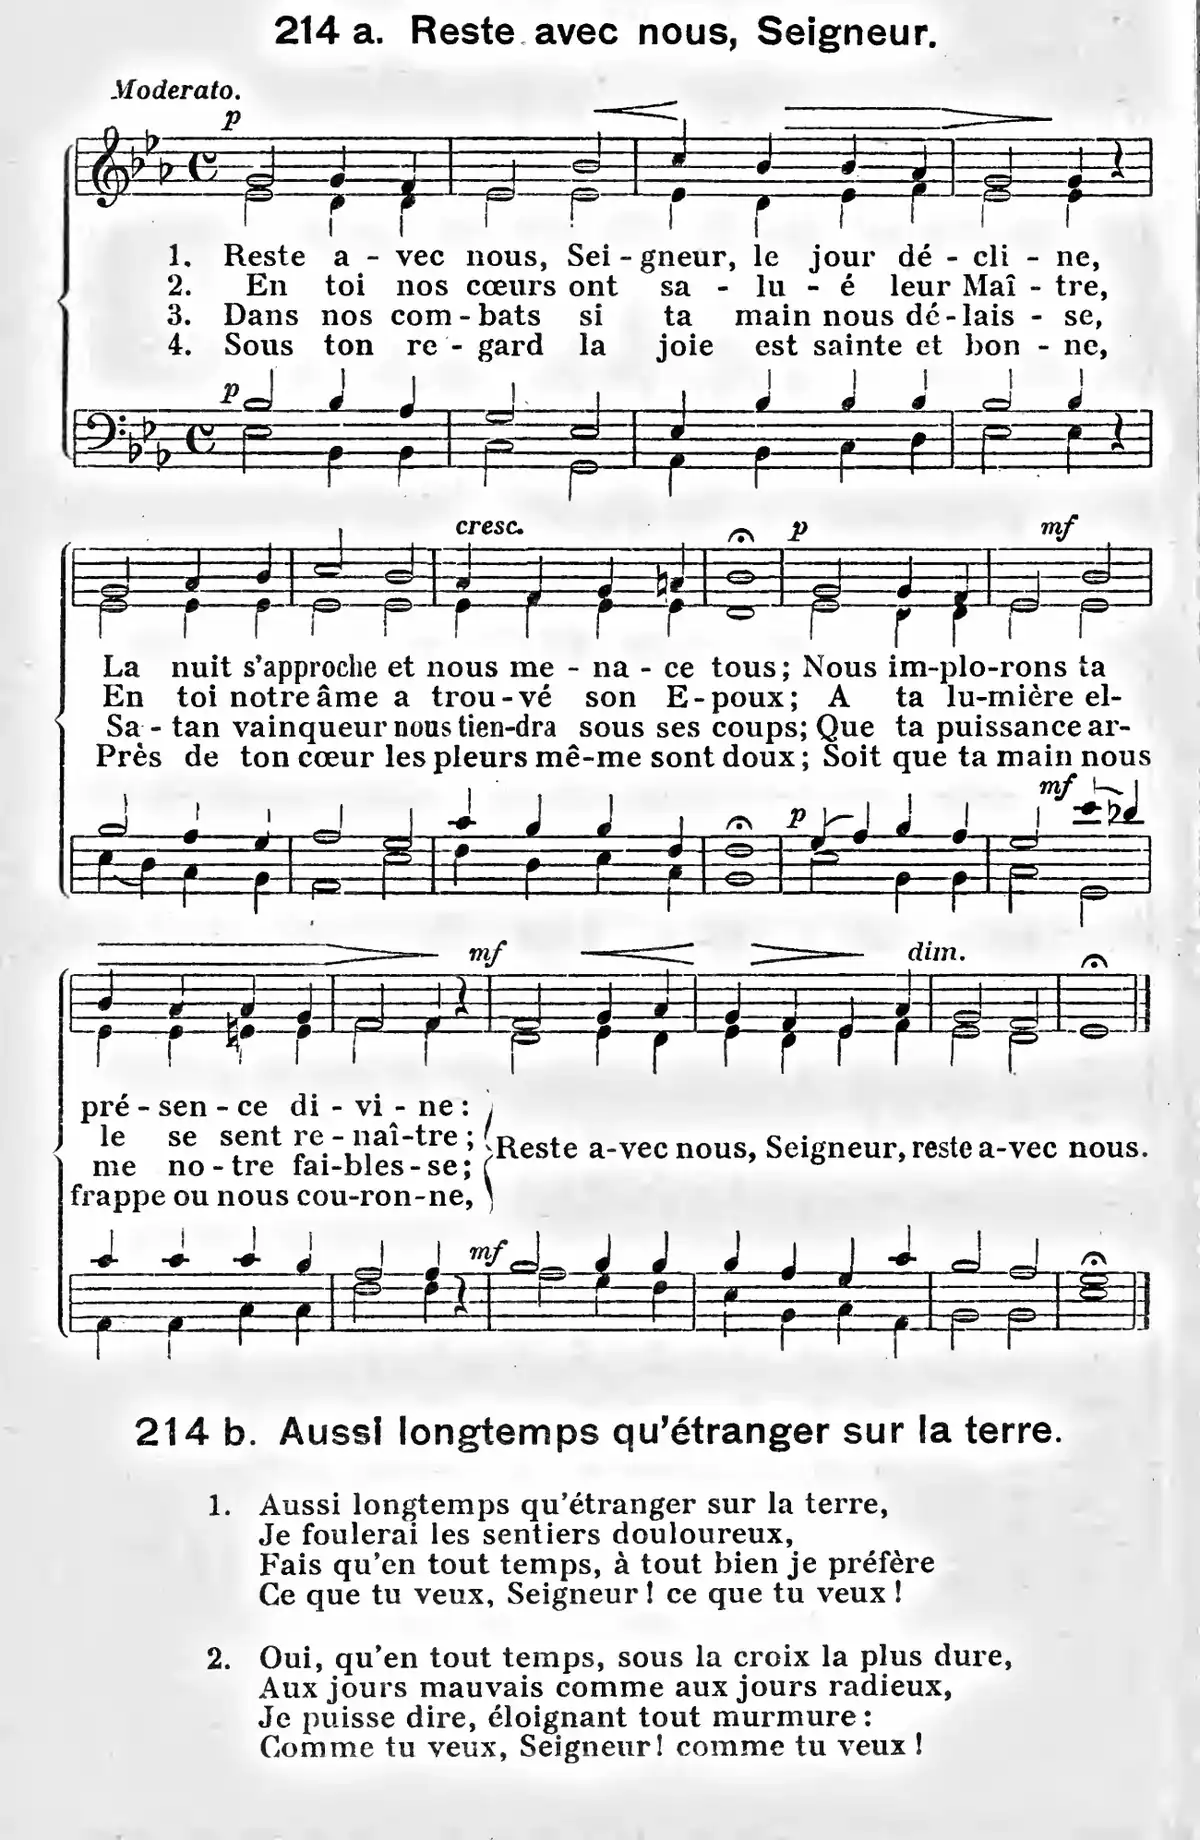 214 a. Reste avec nous, Seigneur.
Moderato.
p
1. Reste a - vec nous, Sei - gneur, le jour dé - cli - ne,
2. En toi nos cœurs ont sa - lu - é leur Maî - tre,
3. Dans nos com - bats si ta main nous dé - lais - se,
4. Sous ton re - gard la joie est sainte et bon - ne,
p
cresc. p mf
La nuit s'approche et nous me - na - ce tous; Nous im-plo-rons ta
En toi notre âme a trou - vé son E - poux; A ta lu-mière el-
Sa - tan vainqueur nous tien-dra sous ses coups; Que ta puissance ar-
Près de ton cœur les pleurs mê-me sont doux; Soit que ta main nous
p mf
mf dim.
pré - sen - ce di - vi - ne:
le se sent re - naî-tre;
Reste a-vec nous, Seigneur, reste a-vec nous.
me no - tre fai-bles - se;
frappe ou nous cou-ron-ne,
mf
214 b. Aussi longtemps qu'étranger sur la terre.
1. Aussi longtemps qu'étranger sur la terre,
Je foulerai les sentiers douloureux,
Fais qu'en tout temps, à tout bien je préfère
Ce que tu veux, Seigneur! ce que tu veux!
2. Oui, qu'en tout temps, sous la croix la plus dure,
Aux jours mauvais comme aux jours radieux,
Je puisse dire, éloignant tout murmure:
Comme tu veux, Seigneur! comme tu veux!